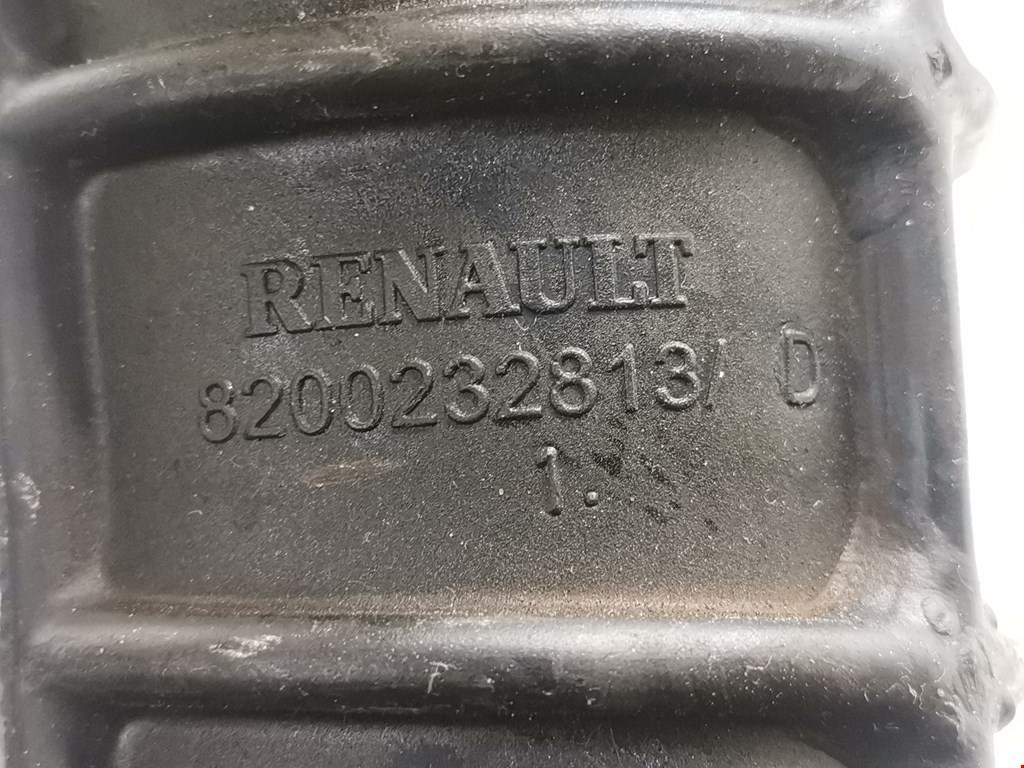 RENAULT
8200232813/ D
1.